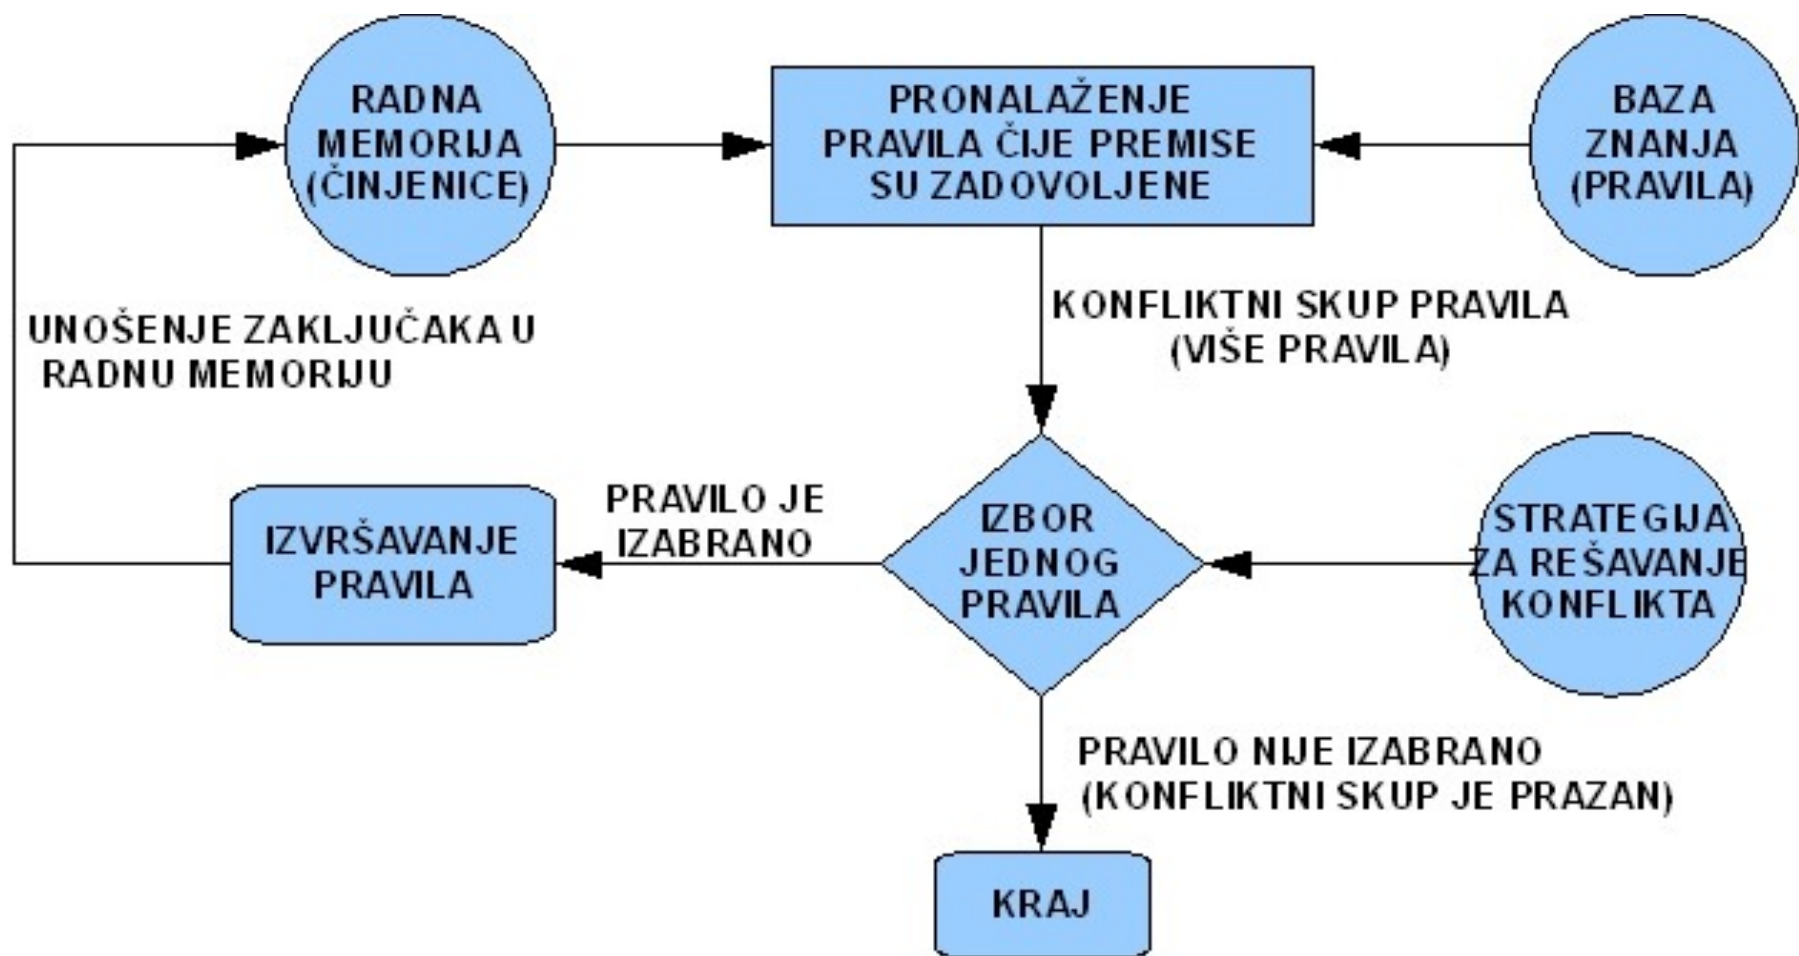 RADNA
MEMORIJA
(ČINJENICE)
PRONALAŽENJE
PRAVILA ČIJE PREMISE
SU ZADOVOLJENE
BAZA
ZNANJA
(PRAVILA)
UNOŠENJE ZAKLJUČAKA U
RADNU MEMORIJU
KONFLIKTNI SKUP PRAVILA
(VIŠE PRAVILA)
IZVRŠAVANJE
PRAVILA
PRAVILO JE
IZABRANO
IZBOR
JEDNOG
PRAVILA
STRATEGIJA
ZA REŠAVANJE
KONFLIKTA
PRAVILO NIJE IZABRANO
(KONFLIKTNI SKUP JE PRAZAN)
KRAJ